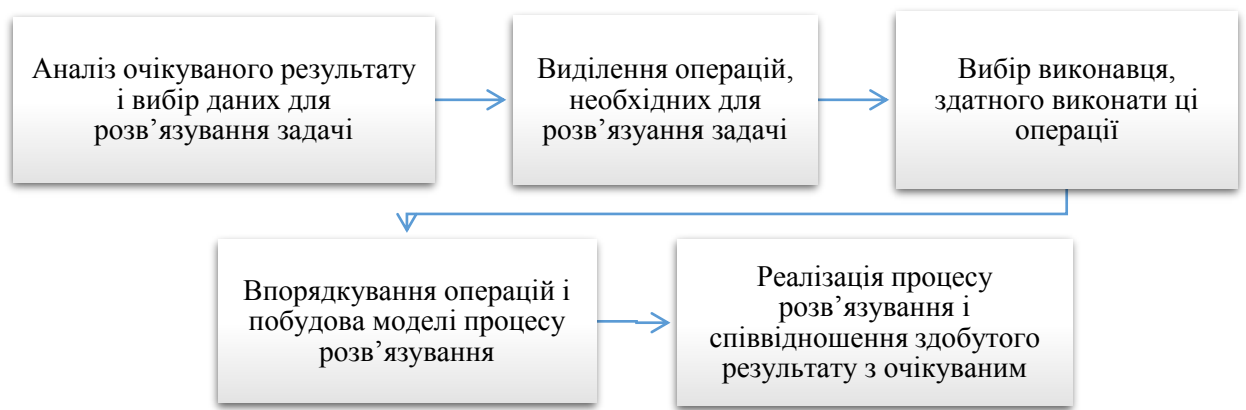 Аналіз очікуваного результату
і вибір даних для
розв’язування задачі
Виділення операцій,
необхідних для
розв’язуання задачі
Вибір виконавця,
здатного виконати ці
операції
Впорядкування операцій і
побудова моделі процесу
розв’язування
Реалізація процесу
розв’язування і
співвідношення здобутого
результату з очікуваним